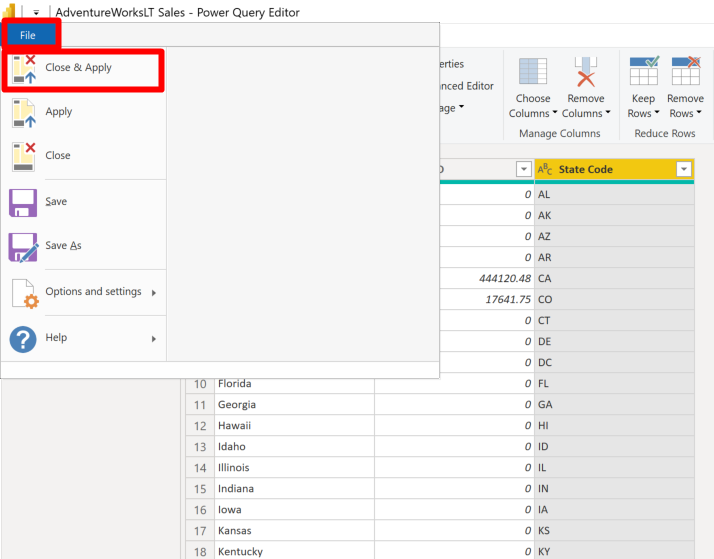 AdventureWorksLT Sales - Power Query Editor
File
Close & Apply
Apply
Close
Save
Save As
Options and settings
Help
erties
anced Editor
age
Choose Columns
Remove Columns
Keep Rows
Remove Rows
Manage Columns
Reduce Rows
ABC State Code
0 AL
0 AK
0 AZ
0 AR
444120.48 CA
17641.75 CO
0 CT
0 DE
0 DC
10 Florida 0 FL
11 Georgia 0 GA
12 Hawaii 0 HI
13 Idaho 0 ID
14 Illinois 0 IL
15 Indiana 0 IN
16 Iowa 0 IA
17 Kansas 0 KS
18 Kentucky 0 KY